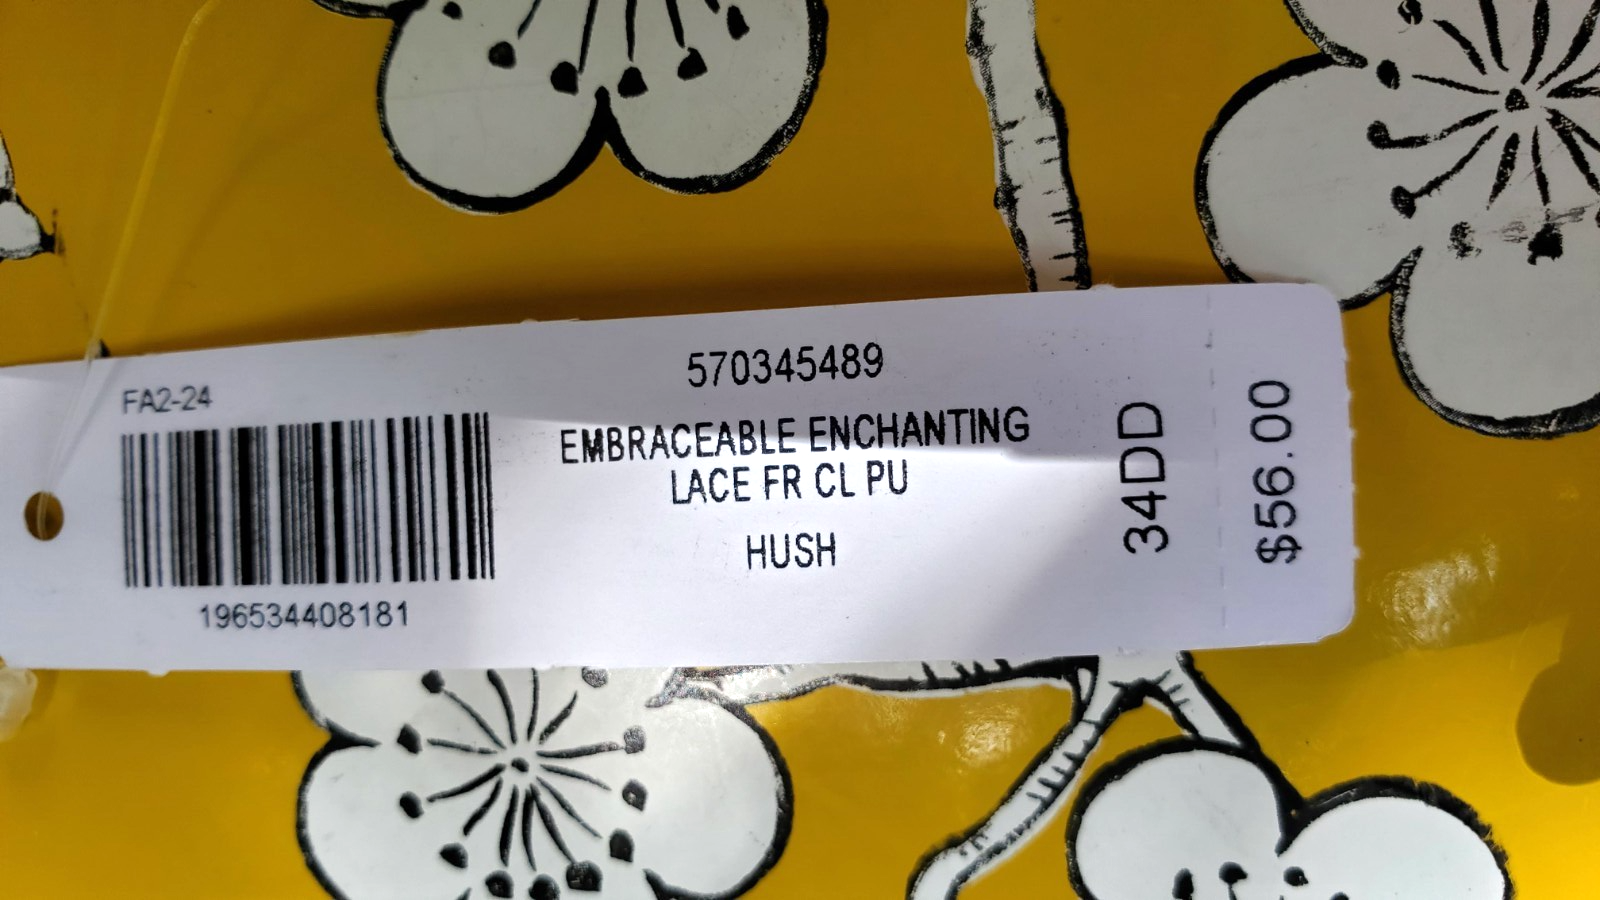 FA2-24
196534408181
570345489
EMBRACEABLE ENCHANTING
LACE FR CL PU
HUSH
34DD
$56.00